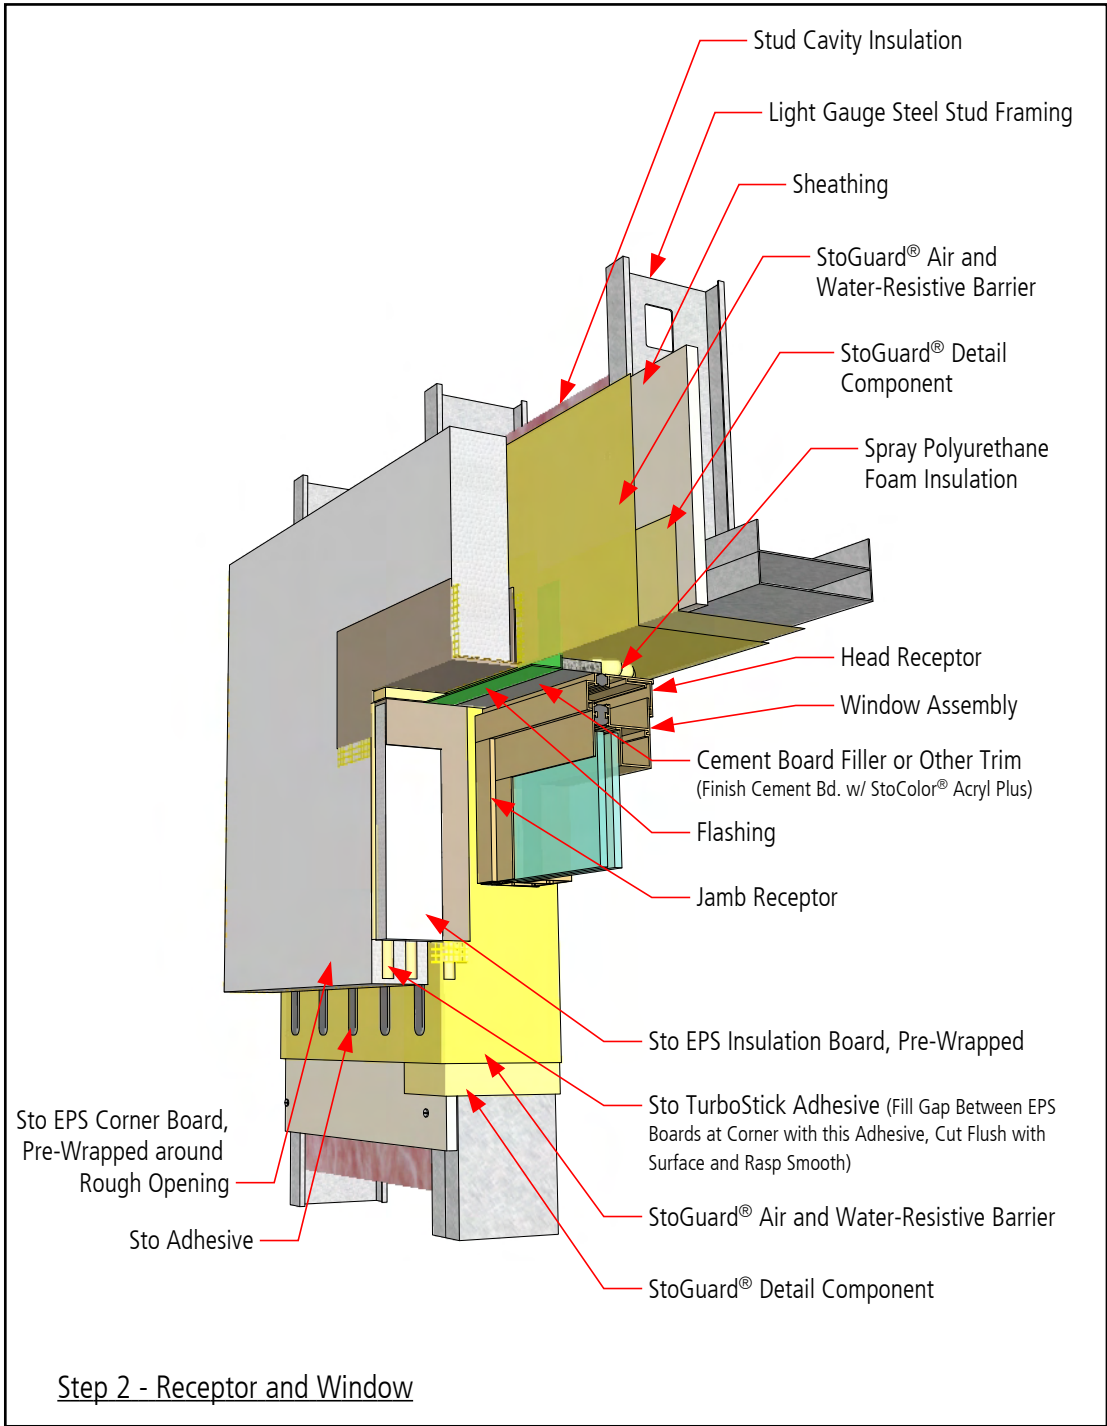 Stud Cavity Insulation
Light Gauge Steel Stud Framing
Sheathing
StoGuard® Air and
Water-Resistive Barrier
StoGuard® Detail
Component
Spray Polyurethane
Foam Insulation
Head Receptor
Window Assembly
Cement Board Filler or Other Trim
(Finish Cement Bd. w/ StoColor® Acryl Plus)
Flashing
Jamb Receptor
Sto EPS Insulation Board, Pre-Wrapped
Sto TurboStick Adhesive (Fill Gap Between EPS
Boards at Corner with this Adhesive, Cut Flush with
Surface and Rasp Smooth)
StoGuard® Air and Water-Resistive Barrier
StoGuard® Detail Component
Sto EPS Corner Board,
Pre-Wrapped around
Rough Opening
Sto Adhesive
Step 2 - Receptor and Window